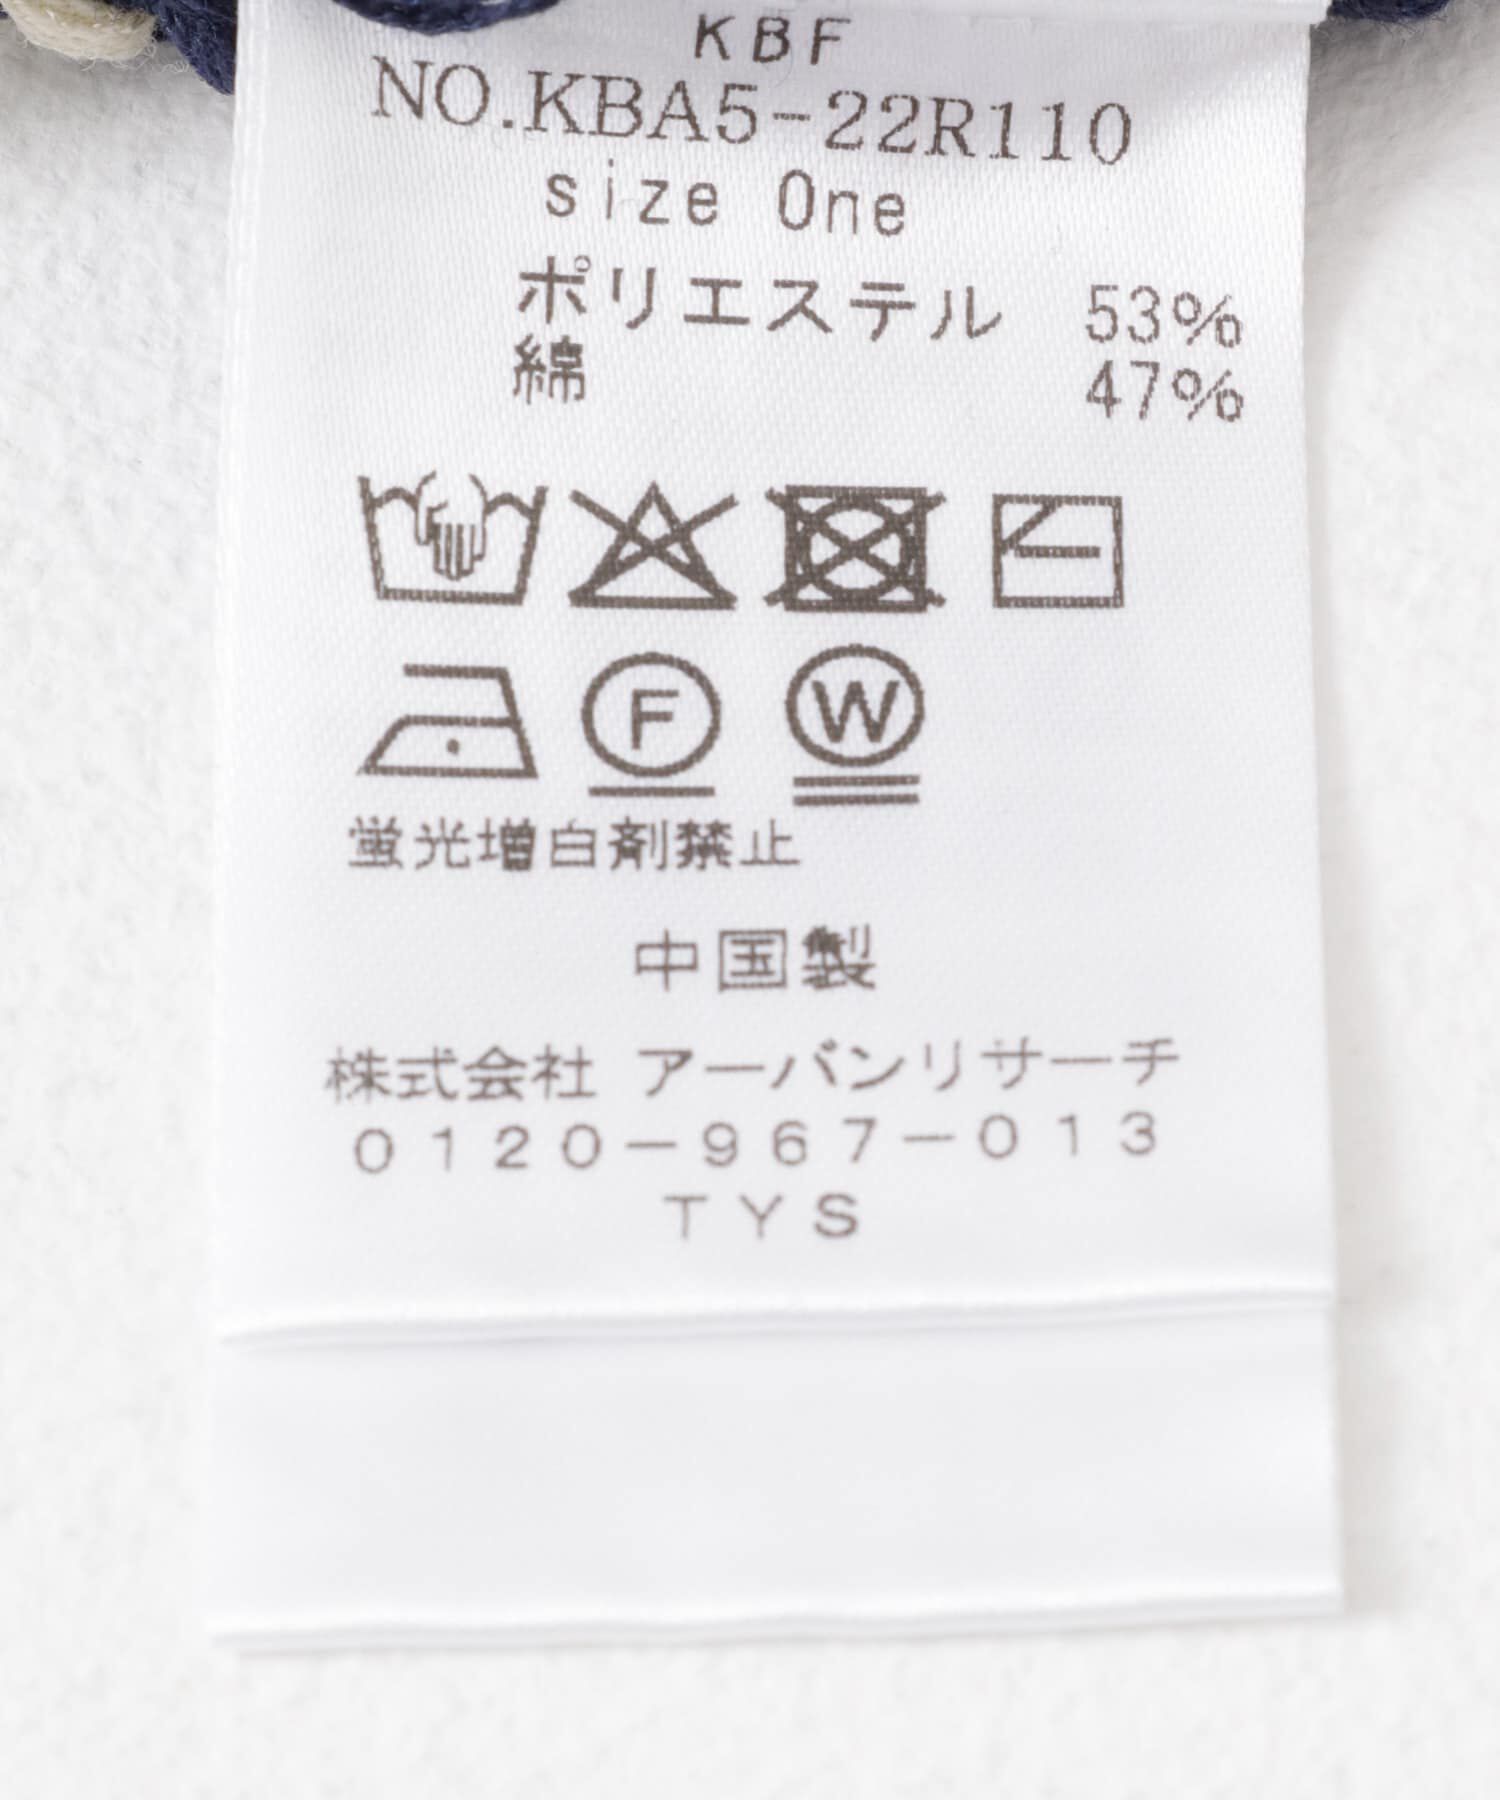 KBF
NO.KBA5-22R110
size One
ポリエステル 53%
綿 47%
F W
蛍光増白剤禁止
中国製
株式会社 アーバンリサーチ
0120-967-013
TYS